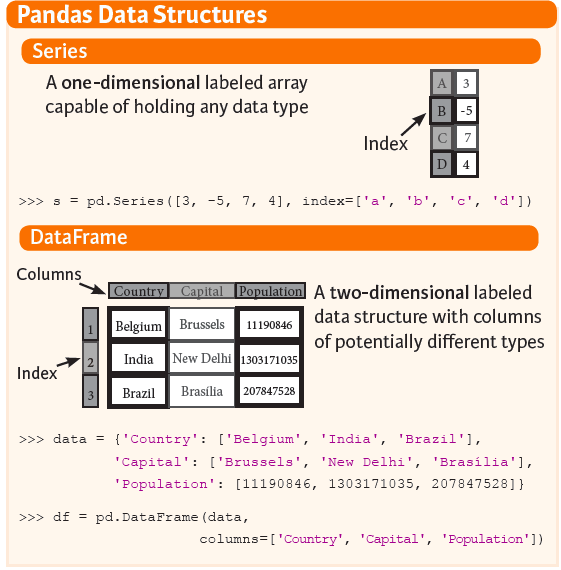 Pandas Data Structures
Series
A one-dimensional labeled array
capable of holding any data type
A 3
B -5
C 7
D 4
Index
>>> s = pd.Series([3, -5, 7, 4], index=['a', 'b', 'c', 'd'])
DataFrame
Columns
Country Capital Population
1 Belgium Brussels 11190846
2 India New Delhi 1303171035
3 Brazil Brasília 207847528
Index
A two-dimensional labeled
data structure with columns
of potentially different types
>>> data = {'Country': ['Belgium', 'India', 'Brazil'],
'Capital': ['Brussels', 'New Delhi', 'Brasília'],
'Population': [11190846, 1303171035, 207847528]}
>>> df = pd.DataFrame(data,
columns=['Country', 'Capital', 'Population'])